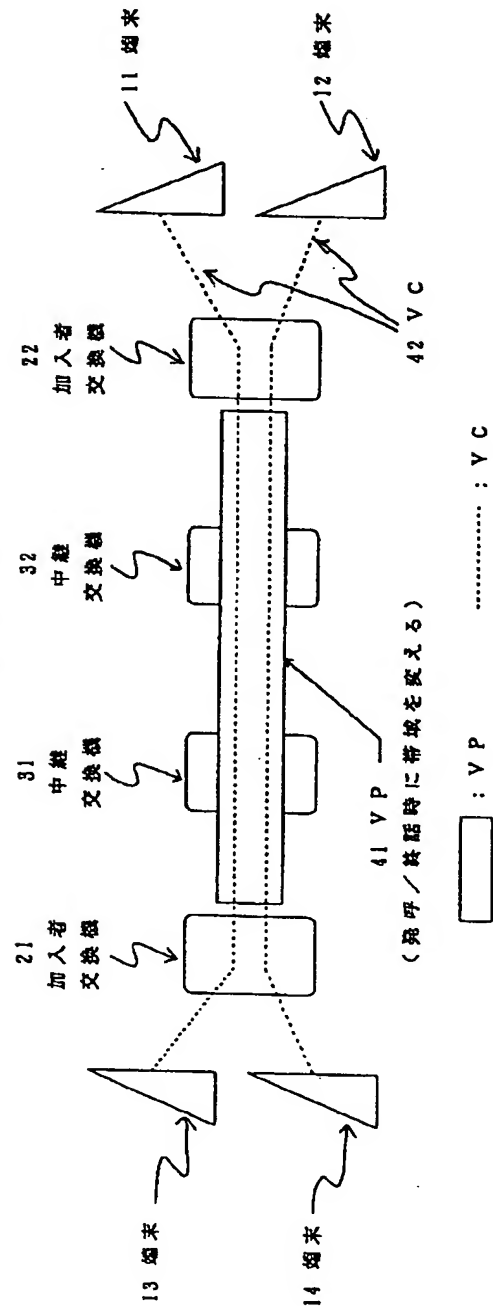 11 端末
12 端末
22
加入者
交換機
42 VC
32
中継
交換機
31
中継
交換機
41 VP
(発呼/終話時に帯域を変える)
21
加入者
交換機
13 端末
14 端末
: VP
: VC